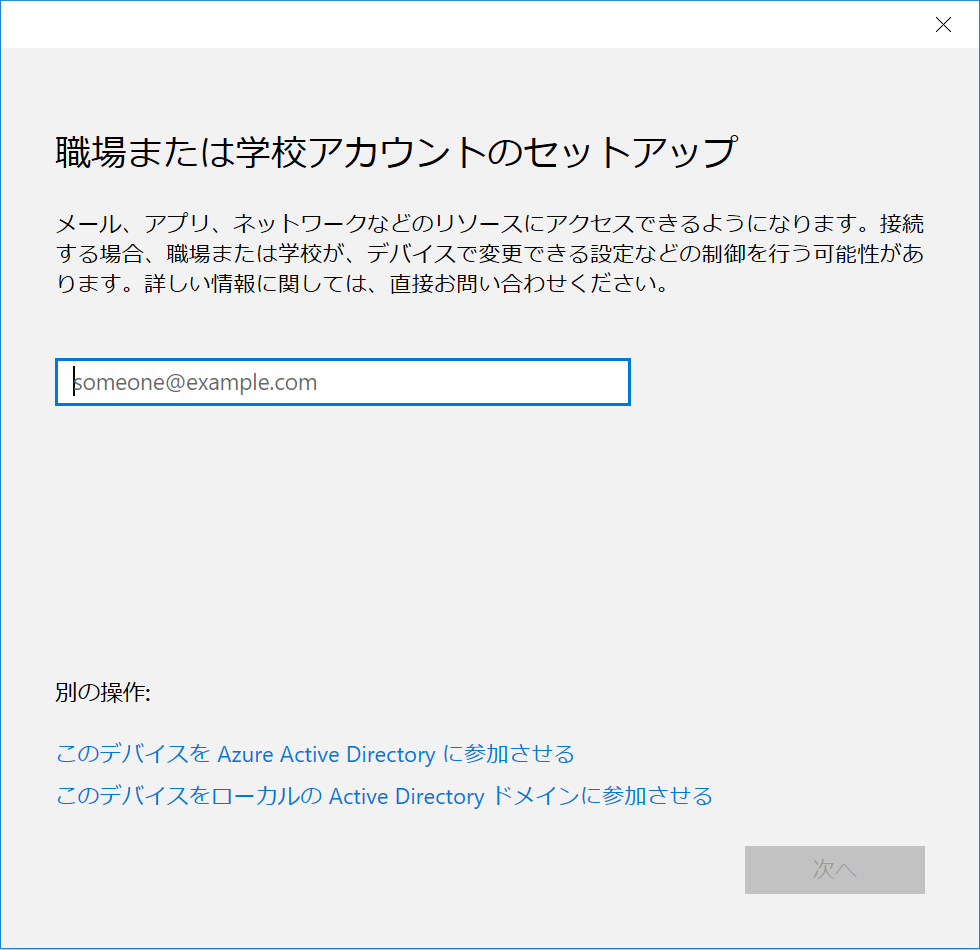 職場または学校アカウントのセットアップ
メール、アプリ、ネットワークなどのリソースにアクセスできるようになります。接続
する場合、職場または学校が、デバイスで変更できる設定などの制御を行う可能性があ
ります。詳しい情報に関しては、直接お問い合わせください。
someone@example.com
別の操作:
このデバイスを Azure Active Directory に参加させる
このデバイスをローカルの Active Directory ドメインに参加させる
次へ